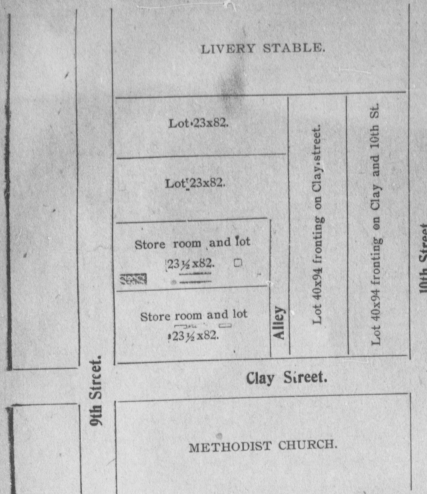 LIVERY STABLE.
Lot 23x82.
Lot 23x82.
Store room and lot
23½x82.
Store room and lot
23½x82.
Alley
Lot 40x94 fronting on Clay street.
Lot 40x94 fronting on Clay and 10th St.
10th Street
9th Street.
Clay Street.
METHODIST CHURCH.